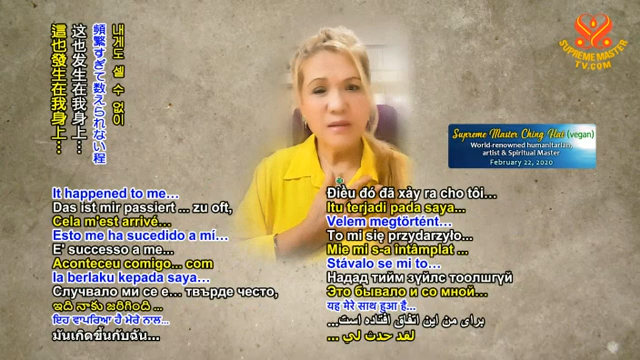 내게도 셀 수 없이
頻繁すぎて数えられない程
这也发生在我身上…
這也發生在我身上…
SUPREME MASTER
TV.COM
Supreme Master Ching Hai (vegan)
World-renowned humanitarian,
artist & Spiritual Master
February 22, 2020
It happened to me…
Das ist mir passiert ... zu oft,
Cela m'est arrivé...
Esto me ha sucedido a mí…
E' successo a me...
Aconteceu comigo... com
Ia berlaku kepada saya…
Случвало ми се е... твърде често,
ఇది నాకు జరిగింది ...
ਇਹ ਵਾਪਰਿਆ ਹੈ ਮੇਰੇ ਨਾਲ...
มันเกิดขึ้นกับฉัน...
Điều đó đã xảy ra cho tôi...
Itu terjadi pada saya...
Velem megtörtént...
To mi się przydarzyło...
Mie mi s-a întâmplat ...
Stávalo se mi to...
Надад тийм зүйлс тоолшгүй
Это бывало и со мной...
यह मेरे साथ हुआ है...
برای من این اتفاق افتاده است...
لقد حدث لي ...